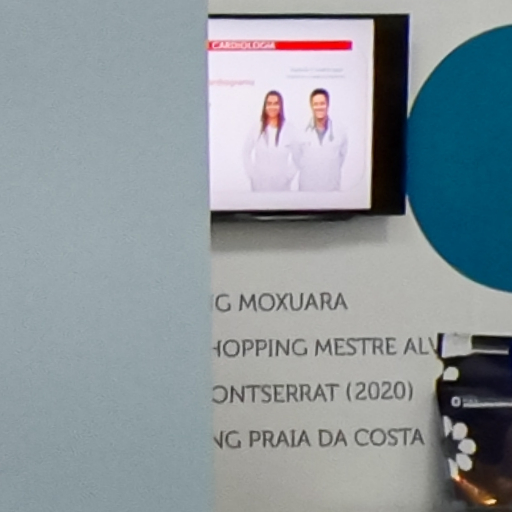 CARDIOLOGIA
G MOXUARA
HOPPING MESTRE ALV
ONTSERRAT (2020)
NG PRAIA DA COSTA